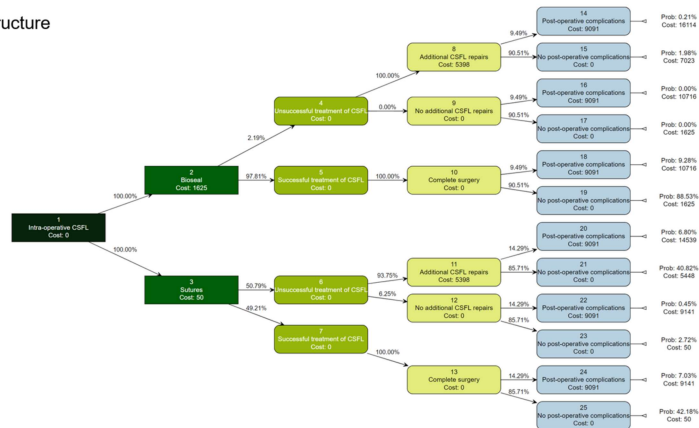 ucture
1
Intra-operative CSFL
Cost: 0
100.00%
100.00%
2
Bioseal
Cost: 1625
3
Sutures
Cost: 50
2.19%
97.81%
50.79%
49.21%
4
Unsuccessful treatment of CSFL
Cost: 0
5
Successful treatment of CSFL
Cost: 0
6
Unsuccessful treatment of CSFL
Cost: 0
7
Successful treatment of CSFL
Cost: 0
100.00%
0.00%
100.00%
93.75%
6.25%
100.00%
8
Additional CSFL repairs
Cost: 5398
9
No additional CSFL repairs
Cost: 0
10
Complete surgery
Cost: 0
11
Additional CSFL repairs
Cost: 5398
12
No additional CSFL repairs
Cost: 0
13
Complete surgery
Cost: 0
9.49%
90.51%
9.49%
90.51%
9.49%
90.51%
14.29%
85.71%
14.29%
85.71%
14.29%
85.71%
14
Post-operative complications
Cost: 9091
15
No post-operative complications
Cost: 0
16
Post-operative complications
Cost: 9091
17
No post-operative complications
Cost: 0
18
Post-operative complications
Cost: 9091
19
No post-operative complications
Cost: 0
20
Post-operative complications
Cost: 9091
21
No post-operative complications
Cost: 0
22
Post-operative complications
Cost: 9091
23
No post-operative complications
Cost: 0
24
Post-operative complications
Cost: 9091
25
No post-operative complications
Cost: 0
Prob: 0.21%
Cost: 16114
Prob: 1.98%
Cost: 7023
Prob: 0.00%
Cost: 10716
Prob: 0.00%
Cost: 1625
Prob: 9.28%
Cost: 10716
Prob: 88.53%
Cost: 1625
Prob: 6.80%
Cost: 14539
Prob: 40.82%
Cost: 5448
Prob: 0.45%
Cost: 9141
Prob: 2.72%
Cost: 50
Prob: 7.03%
Cost: 9141
Prob: 42.18%
Cost: 50